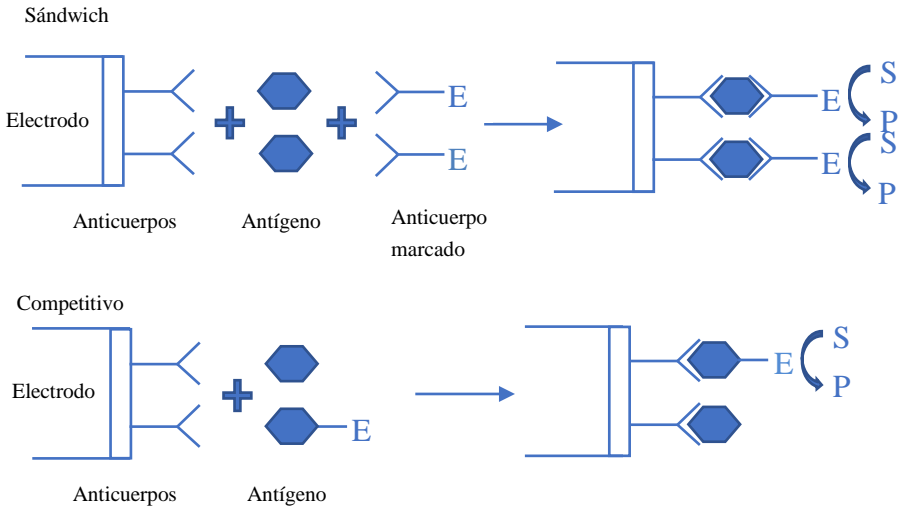 Sándwich
Electrodo
E
E
Anticuerpos
Antígeno
Anticuerpo
marcado
E
S
P
E
S
P
Competitivo
Electrodo
E
Anticuerpos
Antígeno
E
S
P